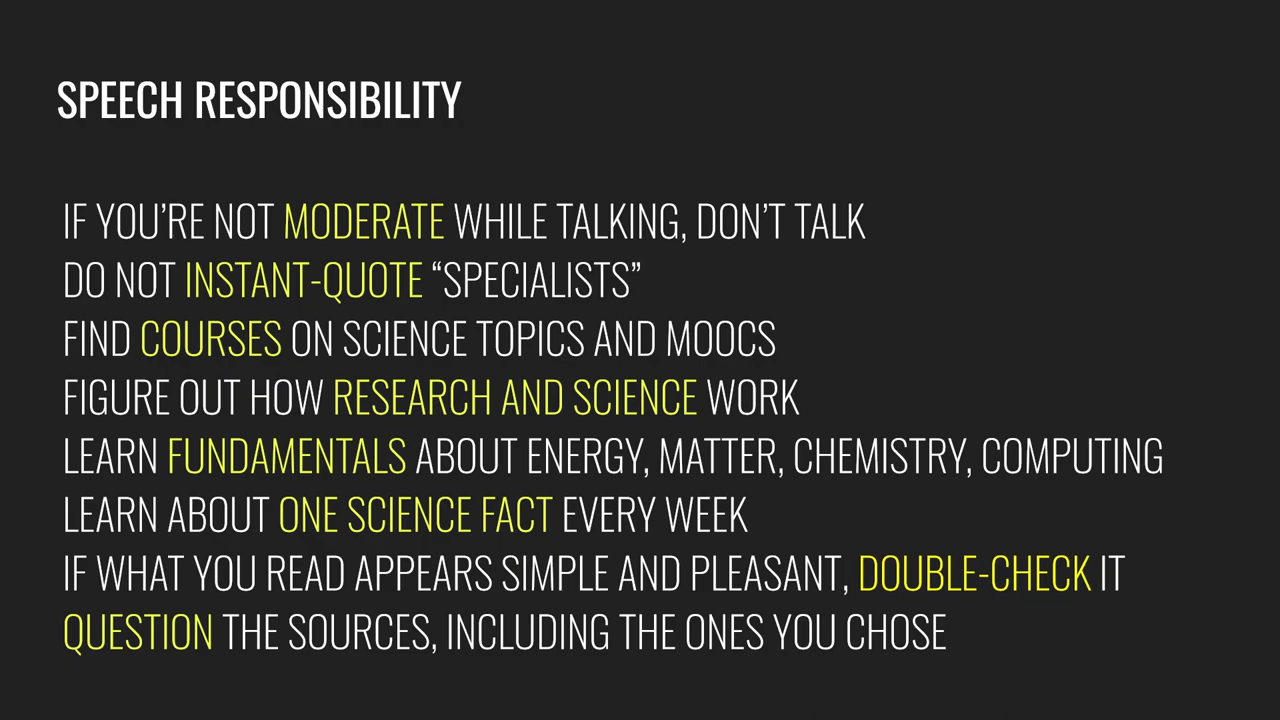 SPEECH RESPONSIBILITY
IF YOU’RE NOT MODERATE WHILE TALKING, DON’T TALK
DO NOT INSTANT-QUOTE “SPECIALISTS”
FIND COURSES ON SCIENCE TOPICS AND MOOCS
FIGURE OUT HOW RESEARCH AND SCIENCE WORK
LEARN FUNDAMENTALS ABOUT ENERGY, MATTER, CHEMISTRY, COMPUTING
LEARN ABOUT ONE SCIENCE FACT EVERY WEEK
IF WHAT YOU READ APPEARS SIMPLE AND PLEASANT, DOUBLE-CHECK IT
QUESTION THE SOURCES, INCLUDING THE ONES YOU CHOSE